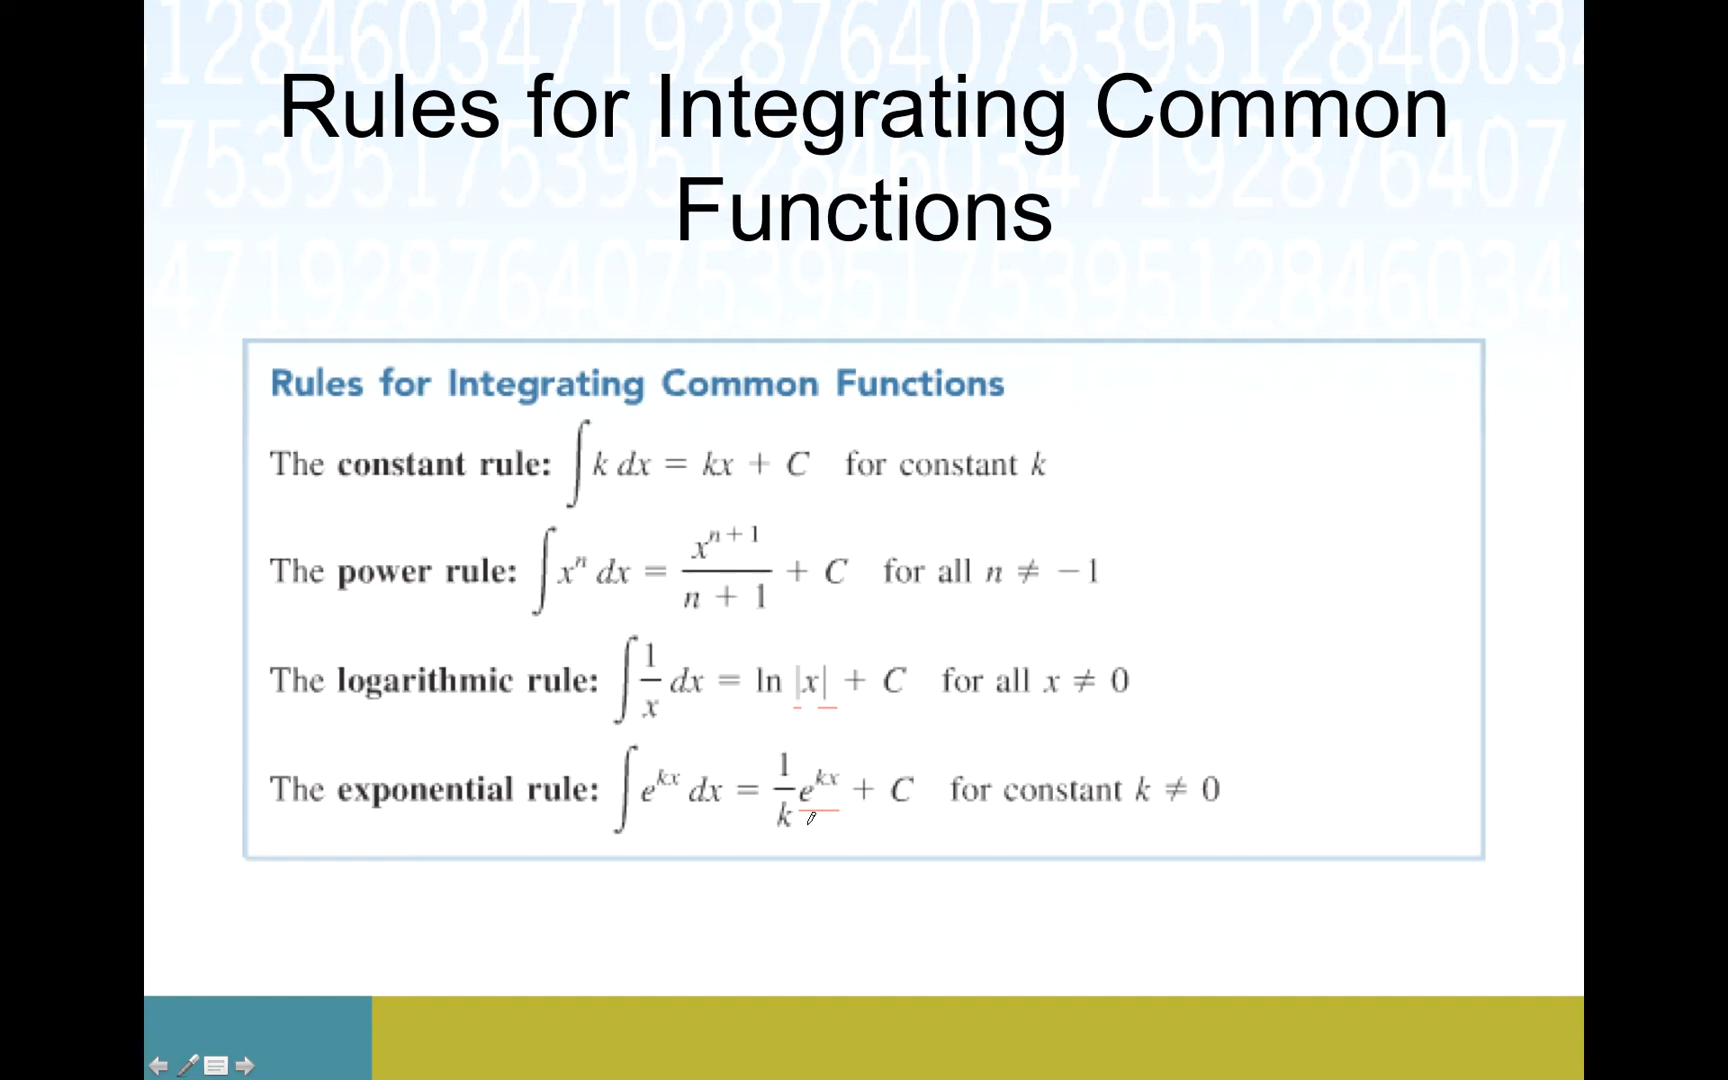 Rules for Integrating Common
Functions
Rules for Integrating Common Functions
The constant rule: ∫ k dx = kx + C for constant k
The power rule: ∫ xⁿ dx = xⁿ⁺¹/(n + 1) + C for all n ≠ −1
The logarithmic rule: ∫ 1/x dx = ln |x| + C for all x ≠ 0
The exponential rule: ∫ e^{kx} dx = 1/k e^{kx} + C for constant k ≠ 0